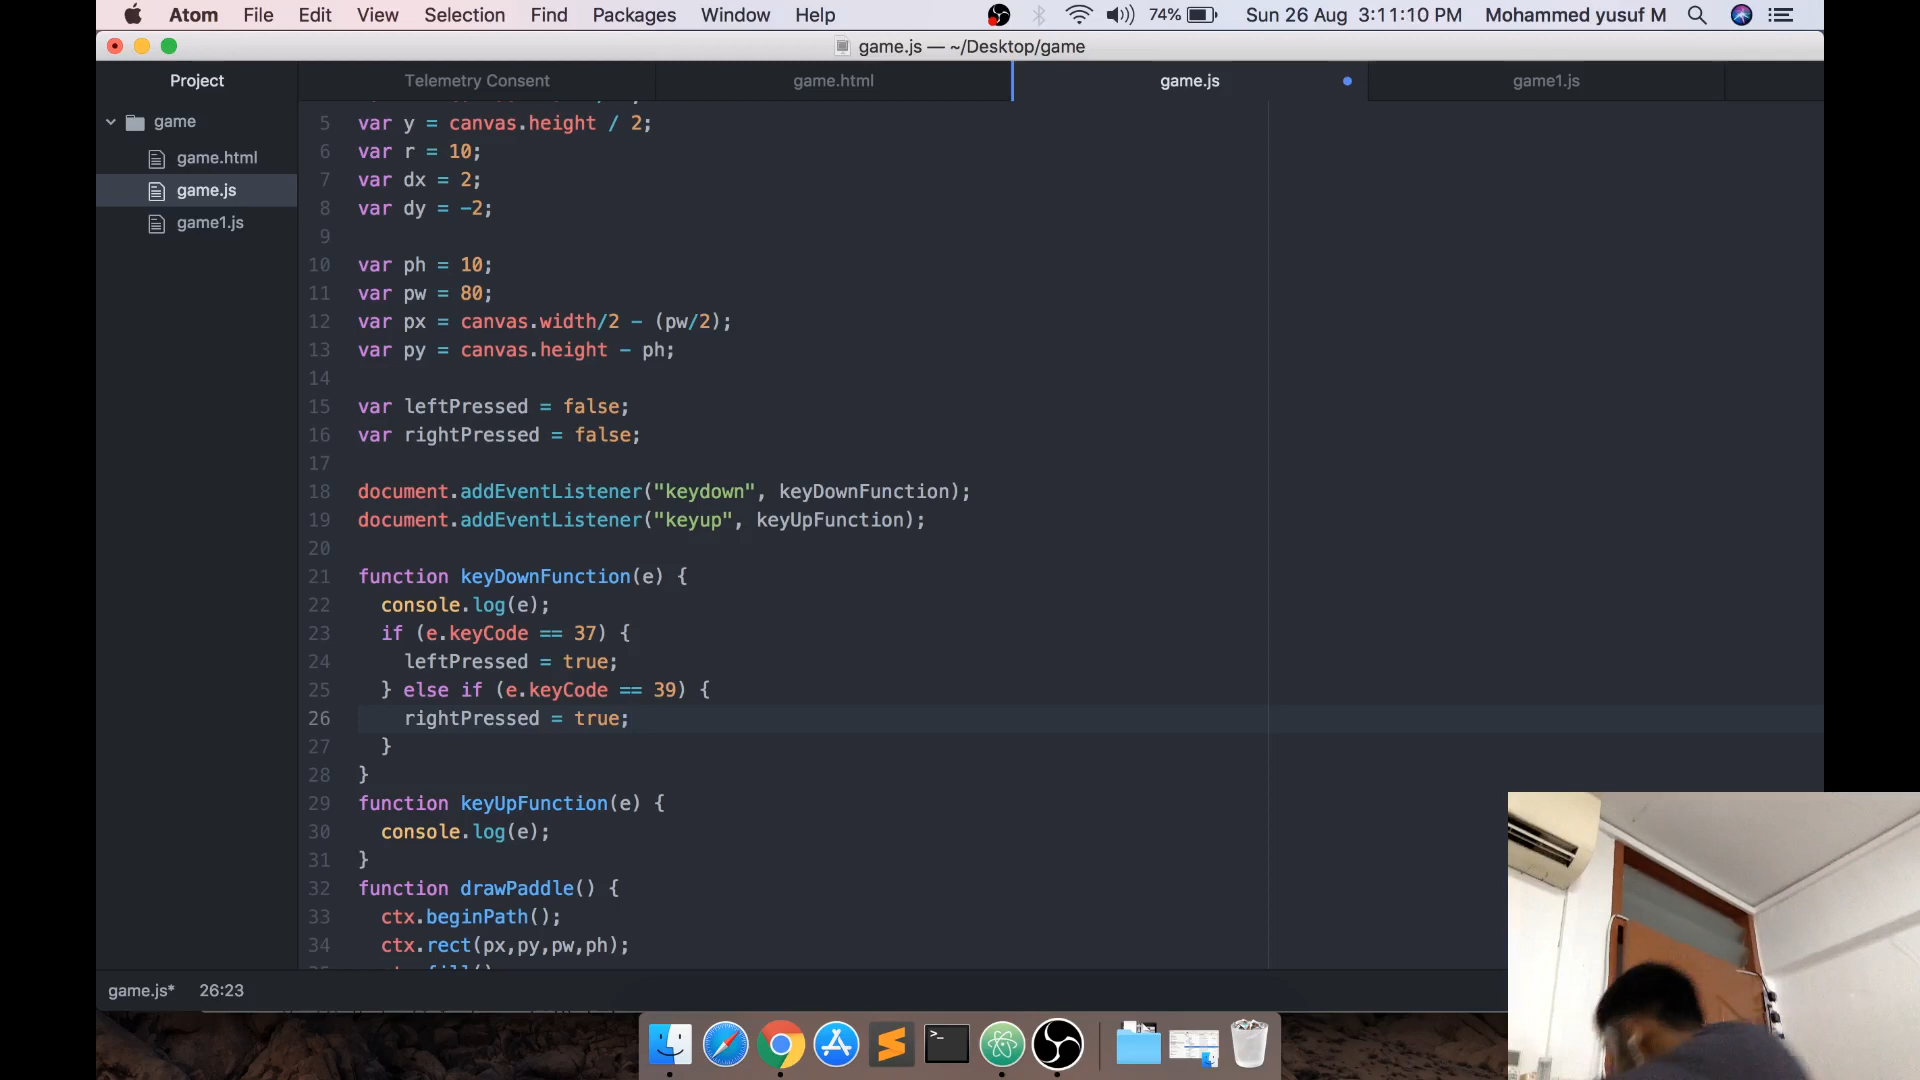 Atom File Edit View Selection Find Packages Window Help 74% Sun 26 Aug 3:11:10 PM Mohammed yusuf M
game.js — ~/Desktop/game
Project Telemetry Consent game.html game.js game1.js
game
game.html
game.js
game1.js
5 var y = canvas.height / 2;
6 var r = 10;
7 var dx = 2;
8 var dy = -2;
9
10 var ph = 10;
11 var pw = 80;
12 var px = canvas.width/2 - (pw/2);
13 var py = canvas.height - ph;
14
15 var leftPressed = false;
16 var rightPressed = false;
17
18 document.addEventListener("keydown", keyDownFunction);
19 document.addEventListener("keyup", keyUpFunction);
20
21 function keyDownFunction(e) {
22 console.log(e);
23 if (e.keyCode == 37) {
24 leftPressed = true;
25 } else if (e.keyCode == 39) {
26 rightPressed = true;
27 }
28 }
29 function keyUpFunction(e) {
30 console.log(e);
31 }
32 function drawPaddle() {
33 ctx.beginPath();
34 ctx.rect(px,py,pw,ph);
game.js* 26:23